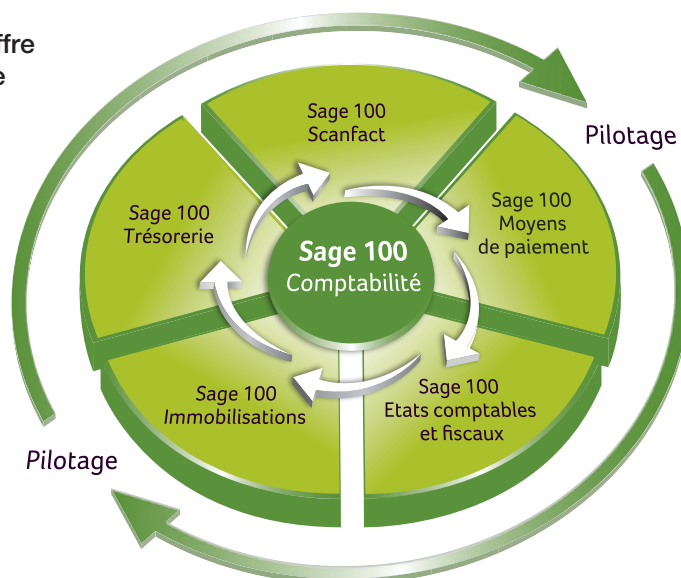 ffre
e
Sage 100
Scanfact
Pilotage
Sage 100
Moyens
de paiement
Sage 100
Trésorerie
Sage 100
Comptabilité
Sage 100
Etats comptables
et fiscaux
Sage 100
Immobilisations
Pilotage